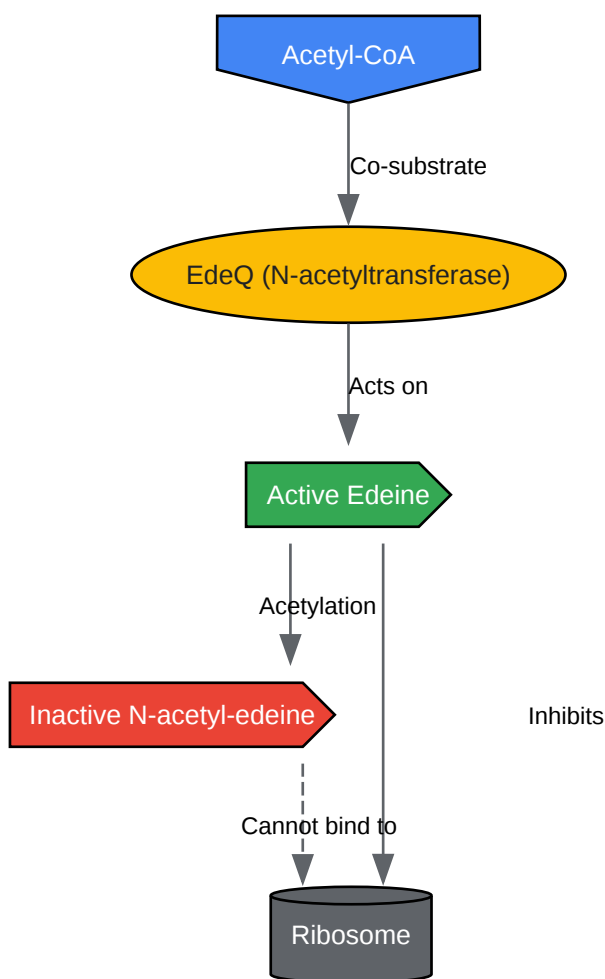 Acetyl-CoA
Co-substrate
EdeQ (N-acetyltransferase)
Acts on
Active Edeine
Acetylation
Inactive N-acetyl-edeine
Inhibits
Cannot bind to
Ribosome